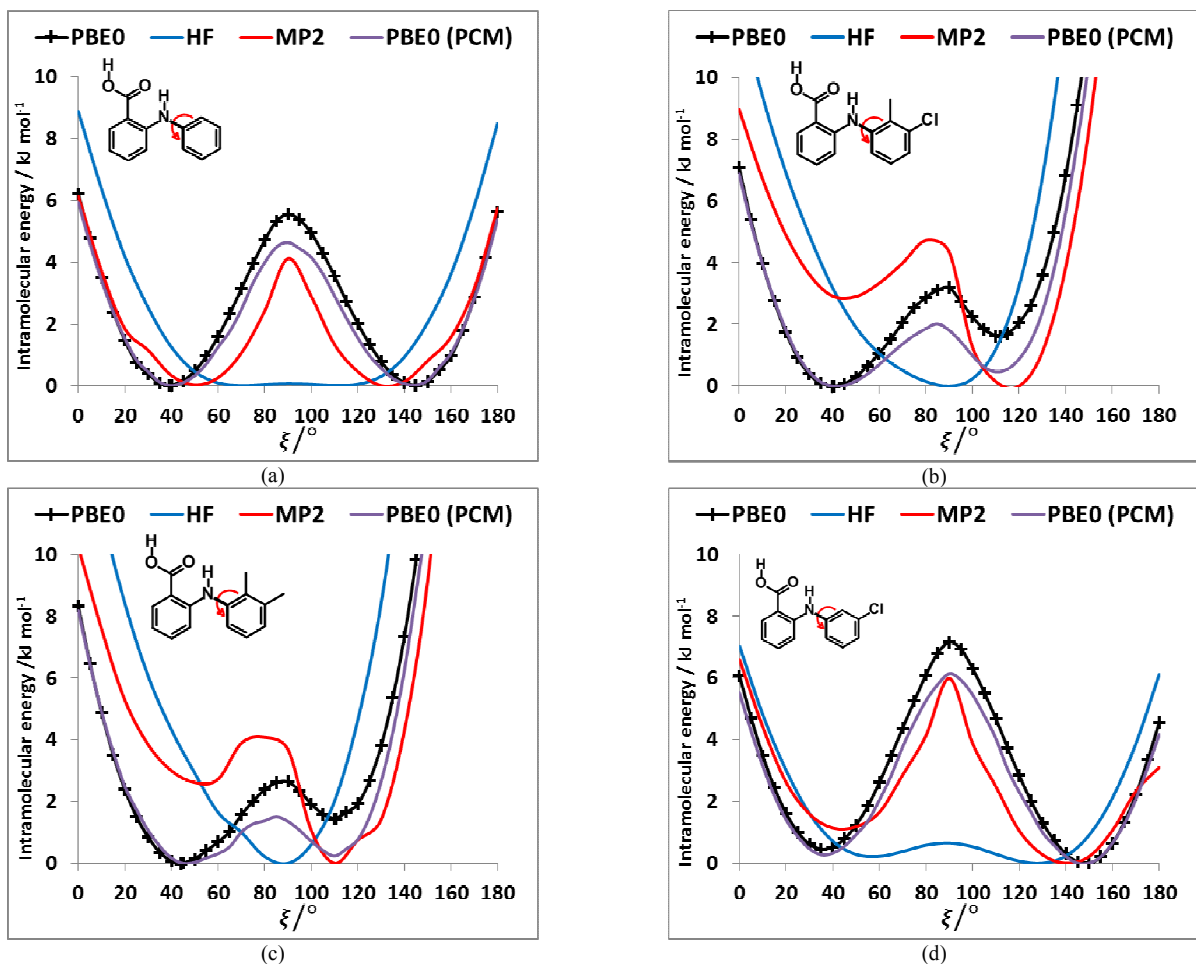 PBE0 HF MP2 PBE0 (PCM)
Intramolecular energy / kJ mol-1
10
8
6
4
2
0
H
O
O
H
N
0 20 40 60 80 100 120 140 160 180
ξ/°
(a)
PBE0 HF MP2 PBE0 (PCM)
Intramolecular energy / kJ mol-1
10
8
6
4
2
0
H
O
O
H
N
Cl
0 20 40 60 80 100 120 140 160 180
ξ/°
(b)
PBE0 HF MP2 PBE0 (PCM)
Intramolecular energy /kJ mol-1
10
8
6
4
2
0
H
O
O
H
N
0 20 40 60 80 100 120 140 160 180
ξ/°
(c)
PBE0 HF MP2 PBE0 (PCM)
Intramolecular energy / kJ mol-1
10
8
6
4
2
0
H
O
O
H
N
Cl
0 20 40 60 80 100 120 140 160 180
ξ/°
(d)